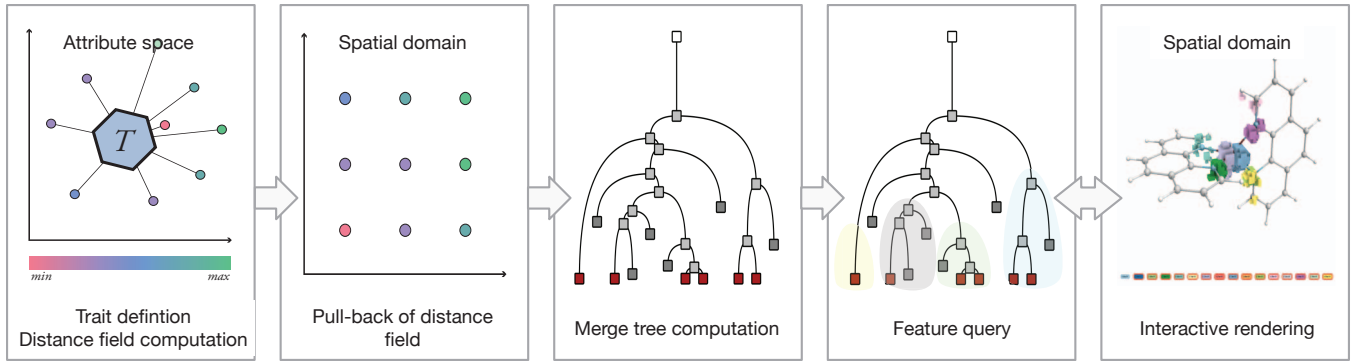 Attribute space
T
min
max
Trait defintion
Distance field computation
Spatial domain
Pull-back of distance
field
Merge tree computation
Feature query
Spatial domain
Interactive rendering